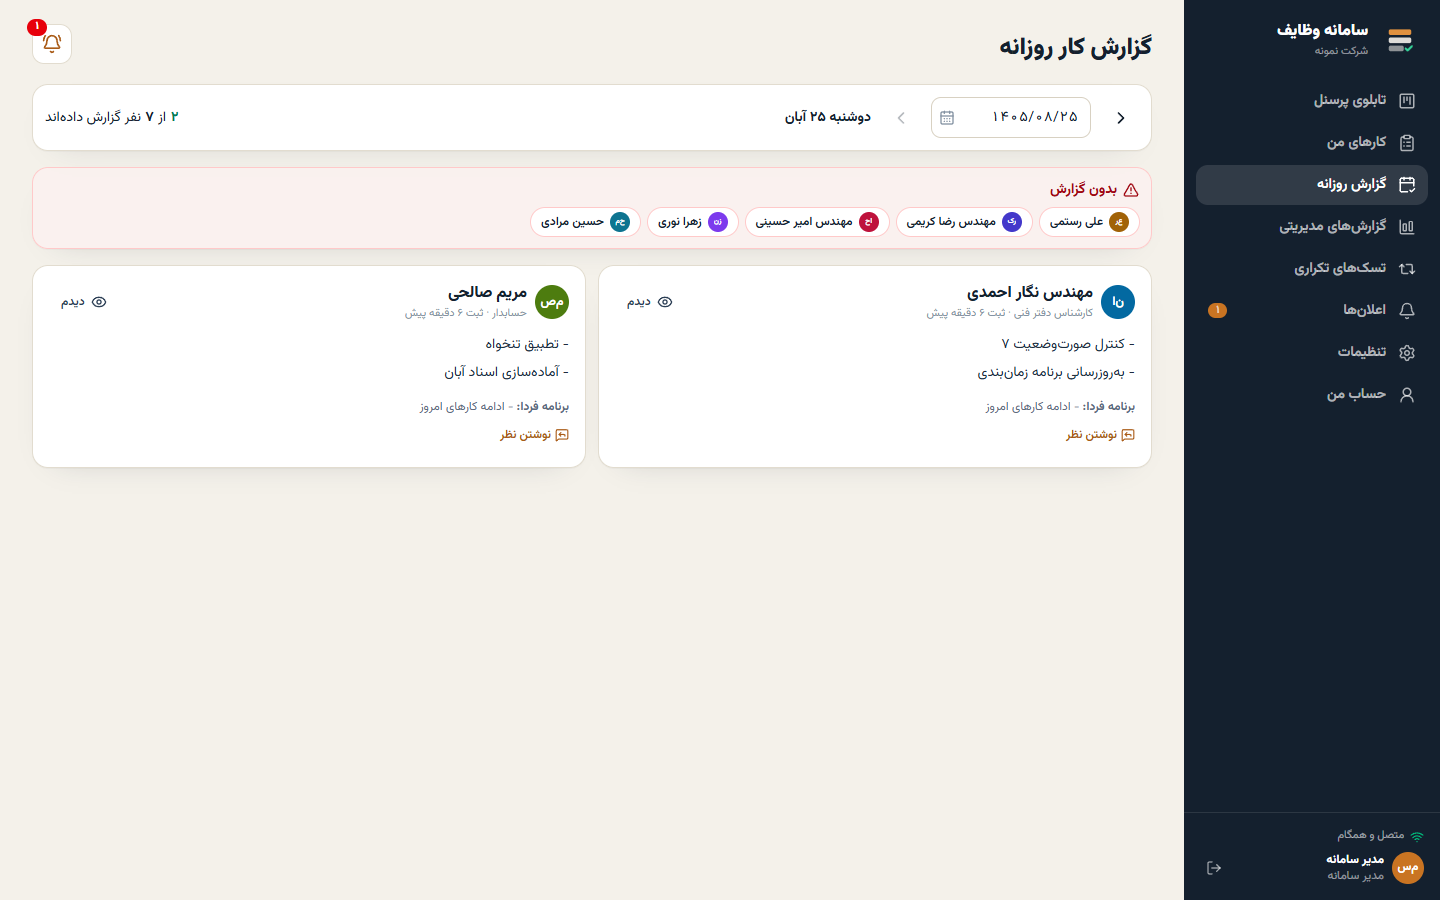 سامانه وظایف
شرکت نمونه
تابلوی پرسنل
کارهای من
گزارش روزانه
گزارش‌های مدیریتی
تسک‌های تکراری
اعلان‌ها ۱
تنظیمات
حساب من
متصل و همگام
م‌س
مدیر سامانه
مدیر سامانه
گزارش کار روزانه
۱
۱۴۰۵/۰۸/۲۵
دوشنبه ۲۵ آبان
۲ از ۷ نفر گزارش داده‌اند
بدون گزارش
ع‌ر علی رستمی
ر‌ک مهندس رضا کریمی
ا‌ح مهندس امیر حسینی
ز‌ن زهرا نوری
ح‌م حسین مرادی
ن‌ا
مهندس نگار احمدی
کارشناس دفتر فنی · ثبت ۶ دقیقه پیش
دیدم
- کنترل صورت‌وضعیت ۷
- به‌روزرسانی برنامه زمان‌بندی
برنامه فردا: - ادامه کارهای امروز
نوشتن نظر
م‌ص
مریم صالحی
حسابدار · ثبت ۶ دقیقه پیش
دیدم
- تطبیق تنخواه
- آماده‌سازی اسناد آبان
برنامه فردا: - ادامه کارهای امروز
نوشتن نظر